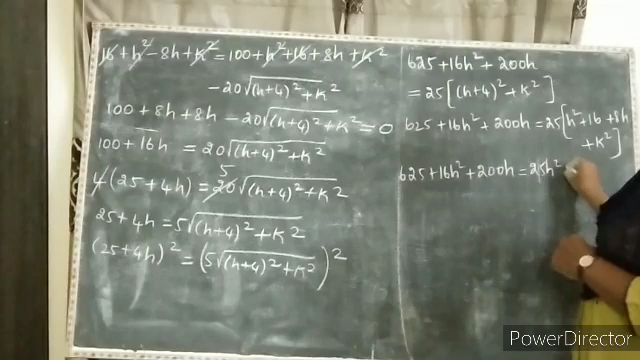 16+h²-8h+k²=100+h²+16+8h+k²
-20√(h+4)²+k²
100+8h+8h-20√(h+4)²+k²=0
100+16h=20√(h+4)²+k²
4(25+4h)=20√(h+4)²+k²
5
25+4h=5√(h+4)²+k²
(25+4h)²=(5√(h+4)²+k²)²
625+16h²+200h
=25[(h+4)²+k²]
625+16h²+200h=25[h²+16+8h
+k²]
625+16h²+200h=25h²
PowerDirector